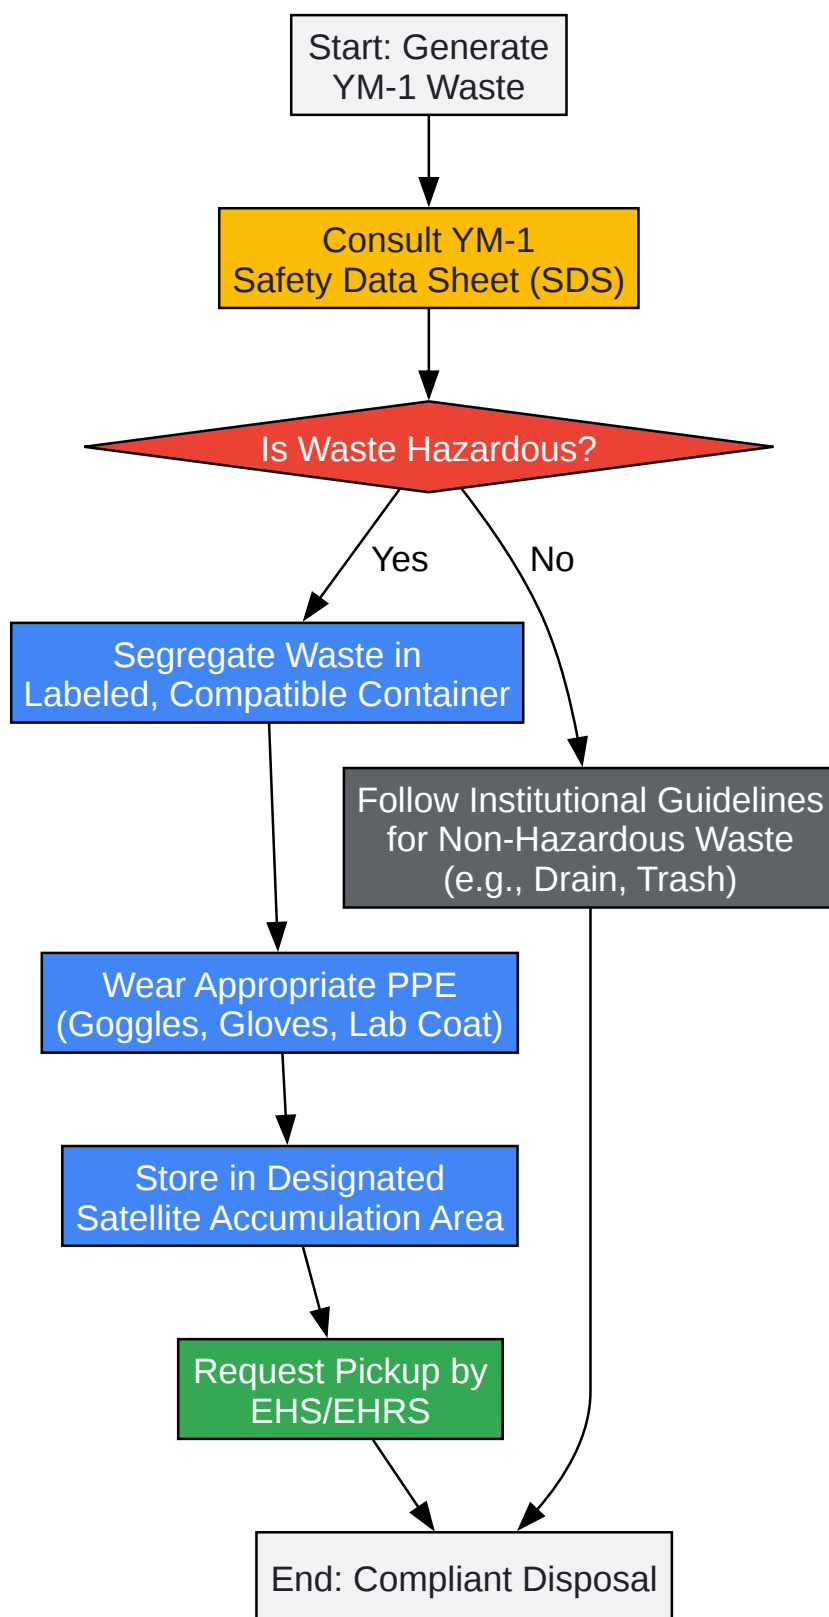 Start: Generate
YM-1 Waste
Consult YM-1
Safety Data Sheet (SDS)
Is Waste Hazardous?
Yes
No
Segregate Waste in
Labeled, Compatible Container
Follow Institutional Guidelines
for Non-Hazardous Waste
(e.g., Drain, Trash)
Wear Appropriate PPE
(Goggles, Gloves, Lab Coat)
Store in Designated
Satellite Accumulation Area
Request Pickup by
EHS/EHRS
End: Compliant Disposal